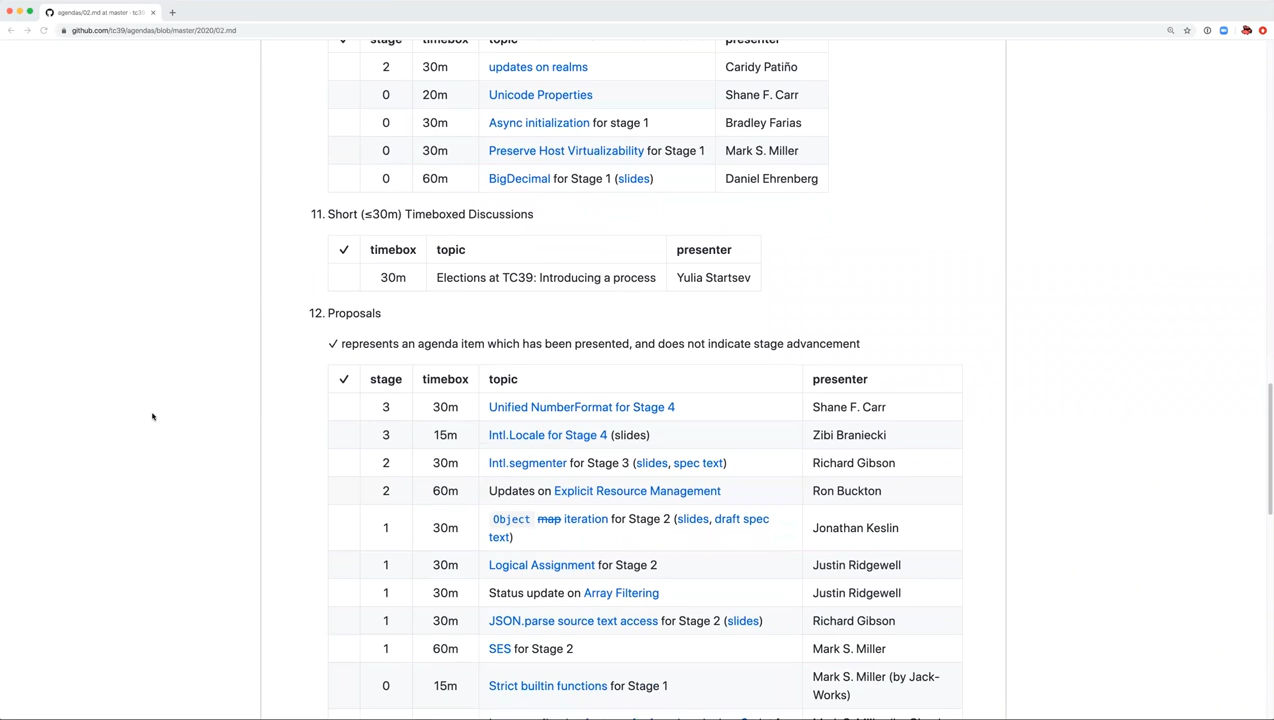 agendas/02.md at master · tc39
github.com/tc39/agendas/blob/master/2020/02.md
✓ stage timebox topic presenter
2 30m updates on realms Caridy Patiño
0 20m Unicode Properties Shane F. Carr
0 30m Async initialization for stage 1 Bradley Farias
0 30m Preserve Host Virtualizability for Stage 1 Mark S. Miller
0 60m BigDecimal for Stage 1 (slides) Daniel Ehrenberg
11. Short (≤30m) Timeboxed Discussions
✓ timebox topic presenter
30m Elections at TC39: Introducing a process Yulia Startsev
12. Proposals
✓ represents an agenda item which has been presented, and does not indicate stage advancement
✓ stage timebox topic presenter
3 30m Unified NumberFormat for Stage 4 Shane F. Carr
3 15m Intl.Locale for Stage 4 (slides) Zibi Braniecki
2 30m Intl.segmenter for Stage 3 (slides, spec text) Richard Gibson
2 60m Updates on Explicit Resource Management Ron Buckton
1 30m Object map iteration for Stage 2 (slides, draft spec
text) Jonathan Keslin
1 30m Logical Assignment for Stage 2 Justin Ridgewell
1 30m Status update on Array Filtering Justin Ridgewell
1 30m JSON.parse source text access for Stage 2 (slides) Richard Gibson
1 60m SES for Stage 2 Mark S. Miller
0 15m Strict builtin functions for Stage 1 Mark S. Miller (by Jack-
Works)